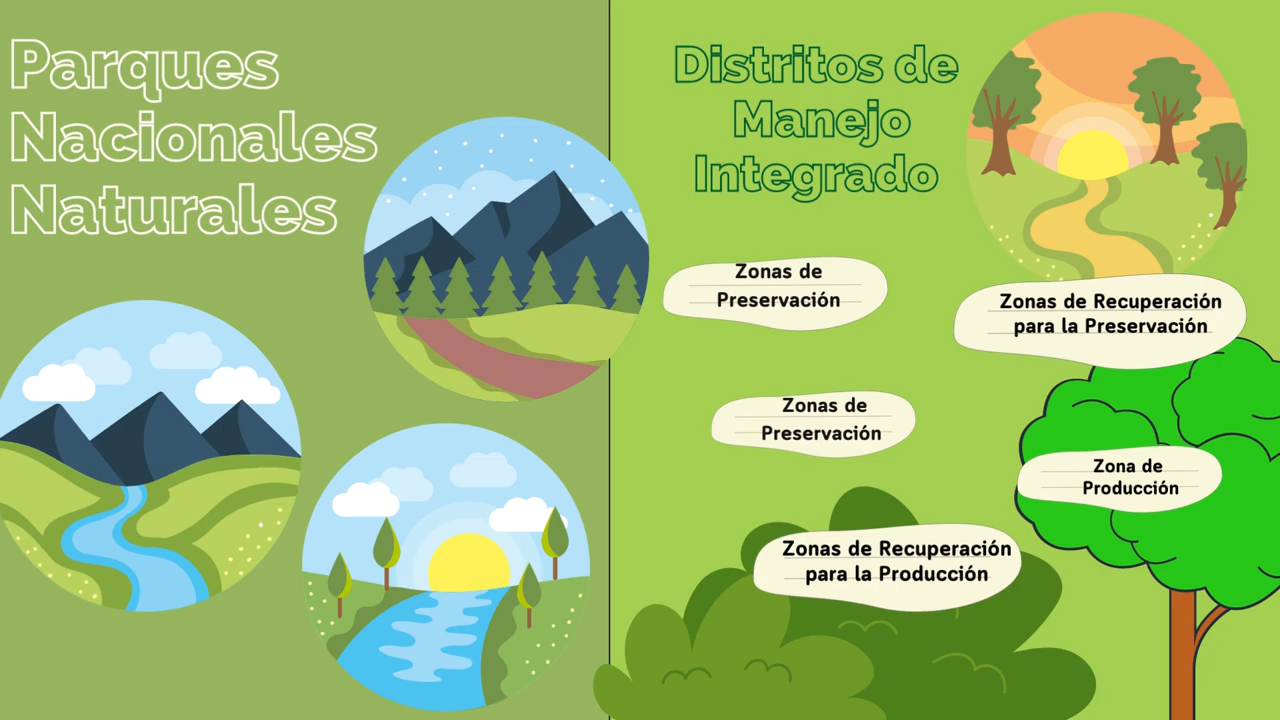 Parques
Nacionales
Naturales
Distritos de
Manejo
Integrado
Zonas de
Preservación
Zonas de Recuperación
para la Preservación
Zonas de
Preservación
Zona de
Producción
Zonas de Recuperación
para la Producción